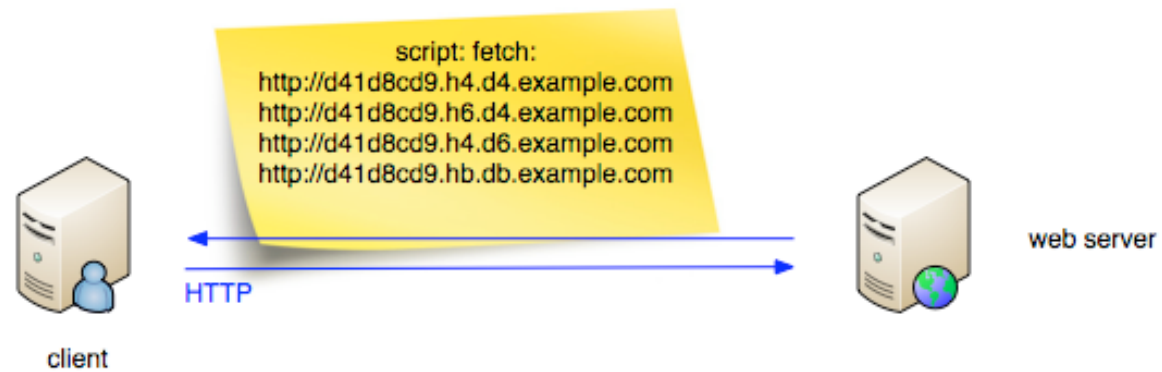 script: fetch:
http://d41d8cd9.h4.d4.example.com
http://d41d8cd9.h6.d4.example.com
http://d41d8cd9.h4.d6.example.com
http://d41d8cd9.hb.db.example.com
web server
HTTP
client